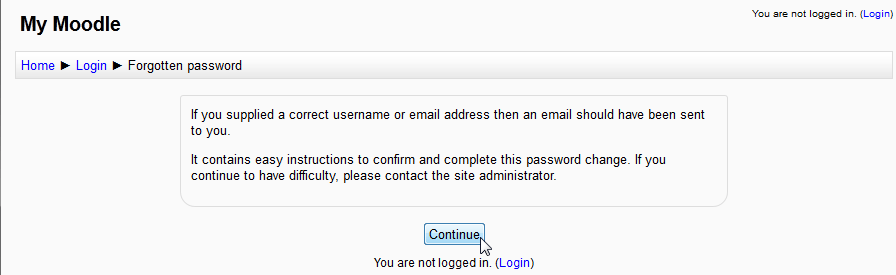 My Moodle
You are not logged in. (Login)
Home ► Login ► Forgotten password
If you supplied a correct username or email address then an email should have been sent
to you.
It contains easy instructions to confirm and complete this password change. If you
continue to have difficulty, please contact the site administrator.
Continue
You are not logged in. (Login)